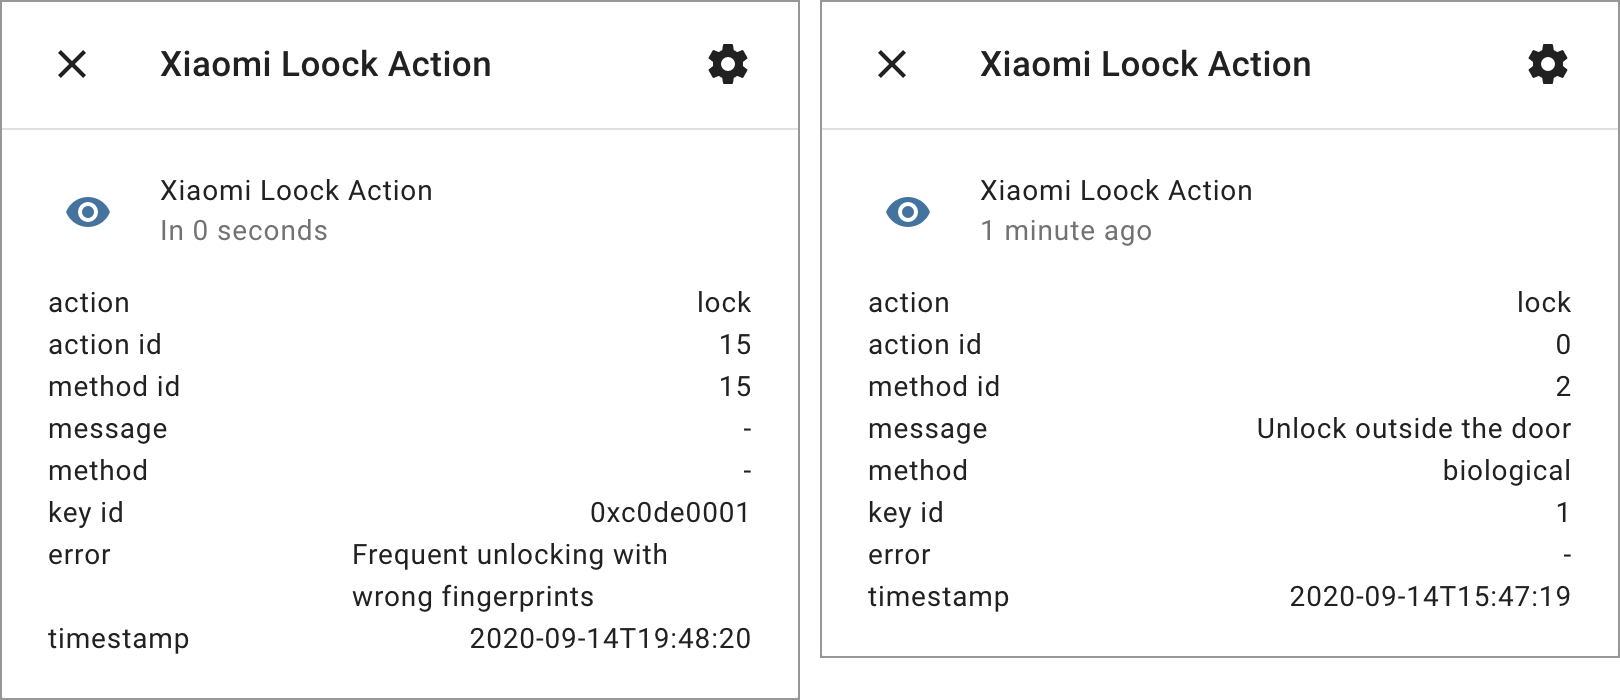 Xiaomi Loock Action
Xiaomi Loock Action
In 0 seconds
action lock
action id 15
method id 15
message -
method -
key id 0xc0de0001
error Frequent unlocking with
wrong fingerprints
timestamp 2020-09-14T19:48:20
Xiaomi Loock Action
Xiaomi Loock Action
1 minute ago
action lock
action id 0
method id 2
message Unlock outside the door
method biological
key id 1
error -
timestamp 2020-09-14T15:47:19